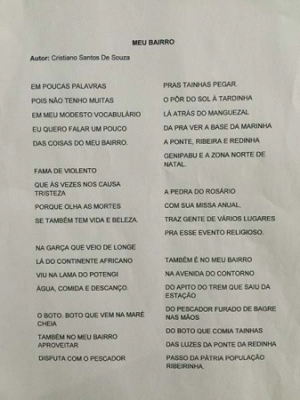 MEU BAIRRO
Autor: Cristiano Santos De Souza
EM POUCAS PALAVRAS
POIS NÃO TENHO MUITAS
EM MEU MODESTO VOCABULÁRIO
EU QUERO FALAR UM POUCO
DAS COISAS DO MEU BAIRRO.
FAMA DE VIOLENTO
QUE ÀS VEZES NOS CAUSA
TRISTEZA
PORQUE OLHA AS MORTES
SE TAMBÉM TEM VIDA E BELEZA.
NA GARÇA QUE VEIO DE LONGE
LÁ DO CONTINENTE AFRICANO
VIU NA LAMA DO POTENGI
ÁGUA, COMIDA E DESCANÇO.
O BOTO. BOTO QUE VEM NA MARÉ
CHEIA
TAMBÉM NO MEU BAIRRO
APROVEITAR
DISPUTA COM O PESCADOR
PRAS TAINHAS PEGAR.
O PÔR DO SOL À TARDINHA
LÁ ATRÁS DO MANGUEZAL
DA PRA VER A BASE DA MARINHA
A PONTE, RIBEIRA E REDINHA
GENIPABU E A ZONA NORTE DE
NATAL.
A PEDRA DO ROSÁRIO
COM SUA MISSA ANUAL.
TRAZ GENTE DE VÁRIOS LUGARES
PRA ESSE EVENTO RELIGIOSO.
TAMBÉM É NO MEU BAIRRO
NA AVENIDA DO CONTORNO
DO APITO DO TREM QUE SAIU DA
ESTAÇÃO
DO PESCADOR FURADO DE BAGRE
NAS MÃOS
DO BOTO QUE COMIA TAINHAS
DAS LUZES DA PONTE DA REDINHA
PASSO DA PÁTRIA POPULAÇÃO
RIBEIRINHA.